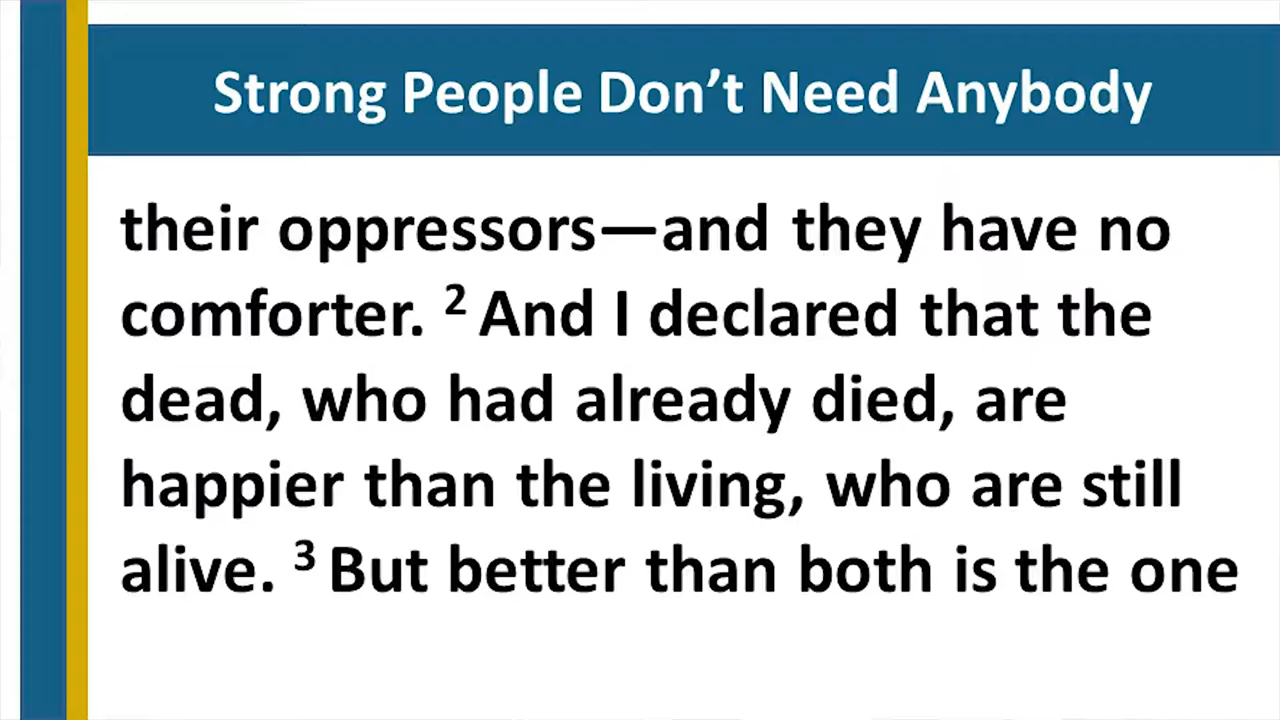 Strong People Don’t Need Anybody
their oppressors—and they have no
comforter. ² And I declared that the
dead, who had already died, are
happier than the living, who are still
alive. ³ But better than both is the one